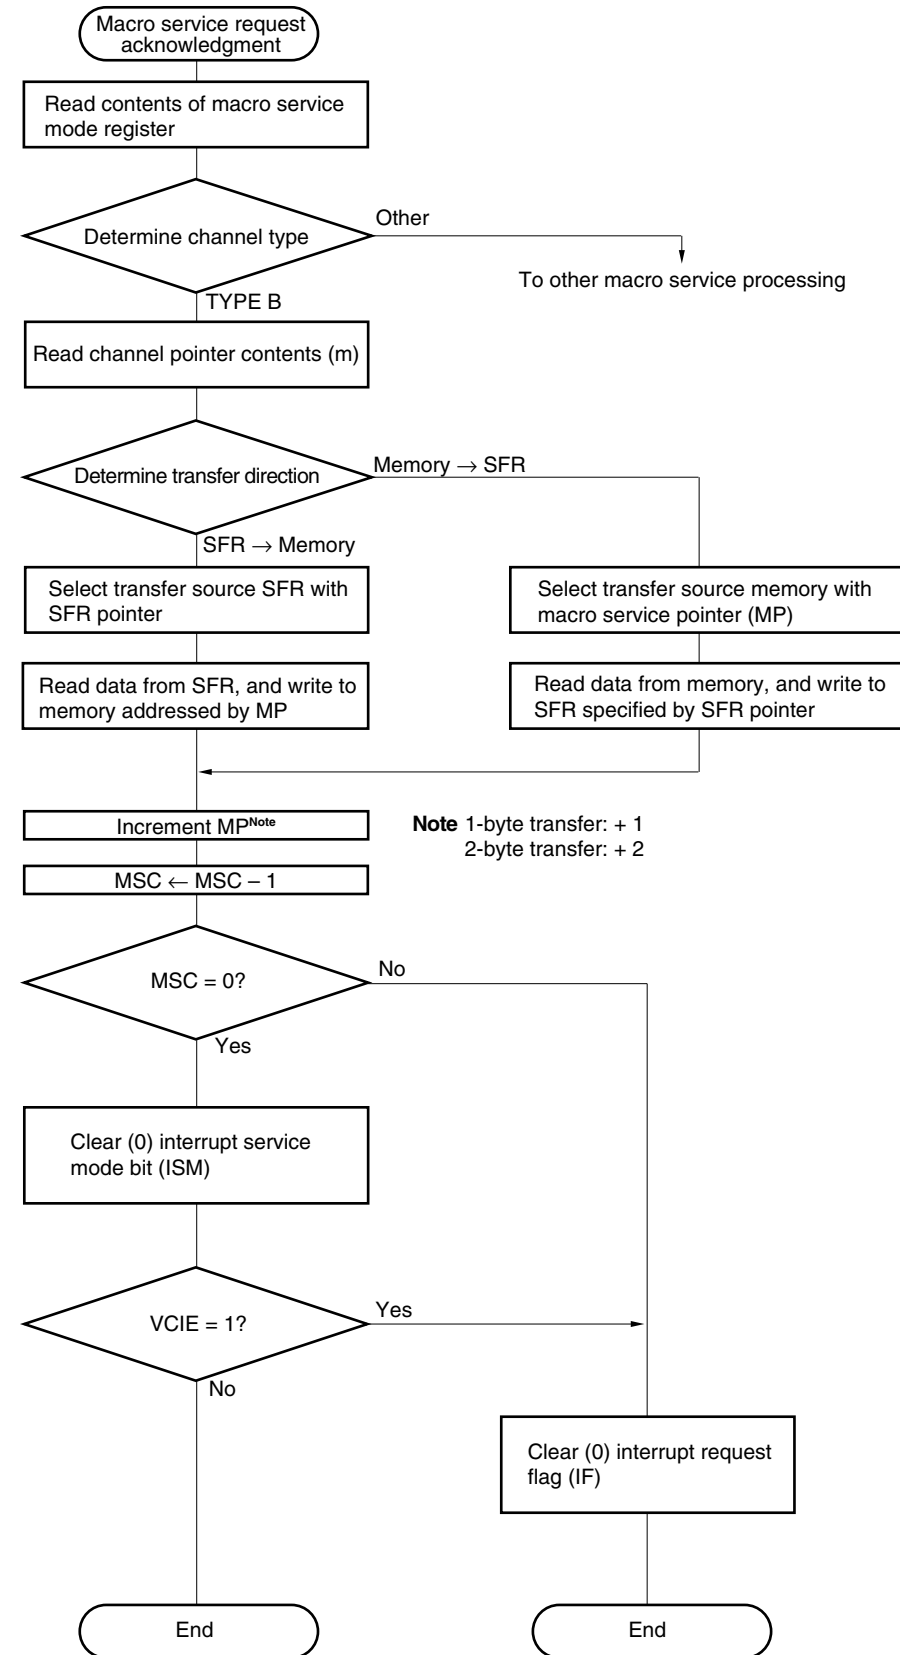 Macro service request
acknowledgment
Read contents of macro service
mode register
Determine channel type
Other
To other macro service processing
TYPE B
Read channel pointer contents (m)
Determine transfer direction
Memory → SFR
SFR → Memory
Select transfer source SFR with
SFR pointer
Select transfer source memory with
macro service pointer (MP)
Read data from SFR, and write to
memory addressed by MP
Read data from memory, and write to
SFR specified by SFR pointer
Increment MPNote
Note 1-byte transfer: + 1
2-byte transfer: + 2
MSC ← MSC – 1
MSC = 0?
No
Yes
Clear (0) interrupt service
mode bit (ISM)
VCIE = 1?
Yes
No
Clear (0) interrupt request
flag (IF)
End
End